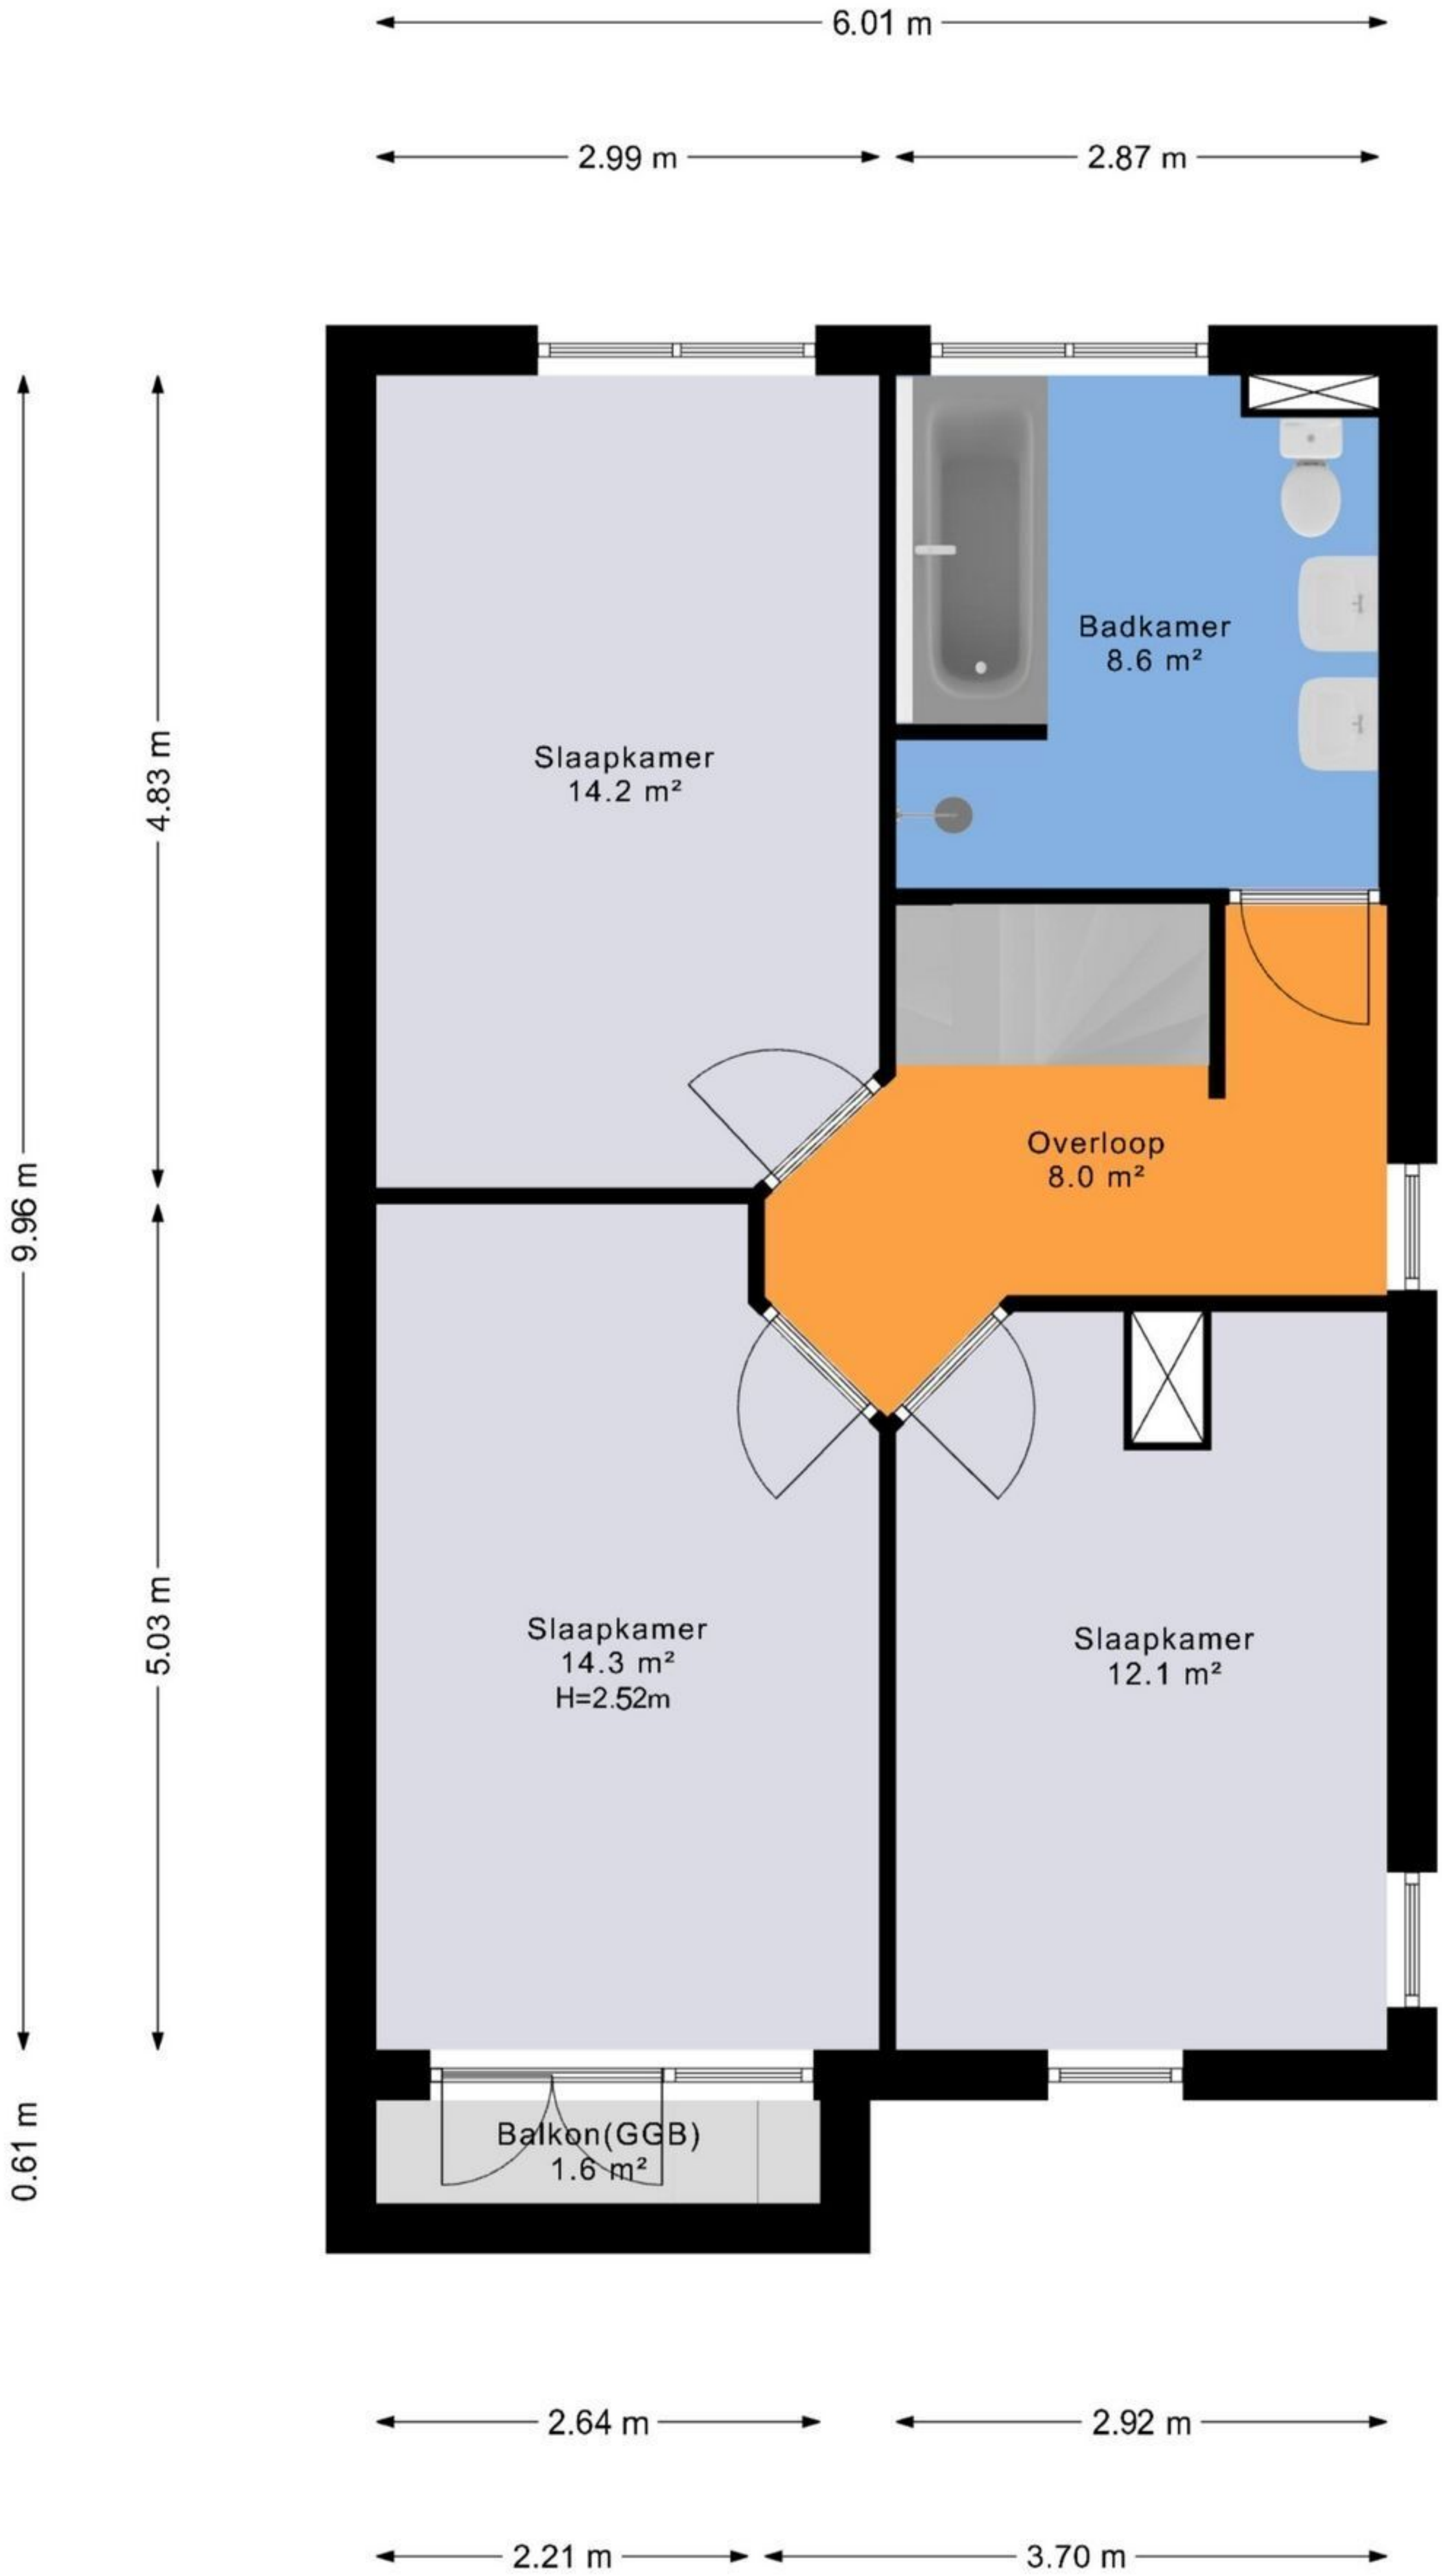 6.01 m
2.99 m
2.87 m
Badkamer
8.6 m²
Slaapkamer
14.2 m²
4.83 m
9.96 m
Overloop
8.0 m²
5.03 m
Slaapkamer
14.3 m²
H=2.52m
Slaapkamer
12.1 m²
0.61 m
Balkon(GGB)
1.6 m²
2.64 m
2.92 m
2.21 m
3.70 m